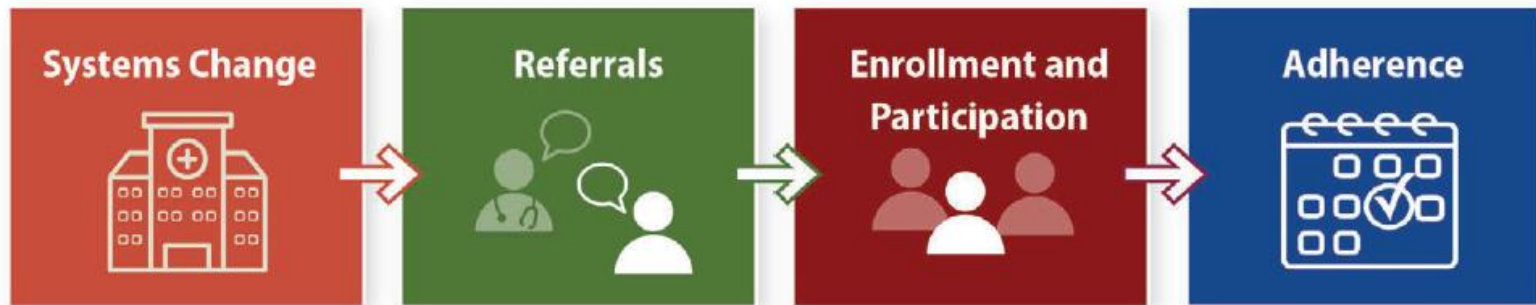 Systems Change
Referrals
Enrollment and
Participation
Adherence